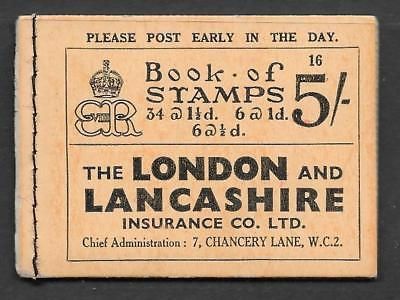 PLEASE POST EARLY IN THE DAY.
16
Book · of
STAMPS
5/-
34 @ 1½d. 6 @ 1d.
6 @ ½d.
E VIII R
THE LONDON AND
LANCASHIRE
INSURANCE CO. LTD.
Chief Administration : 7, CHANCERY LANE, W.C.2.